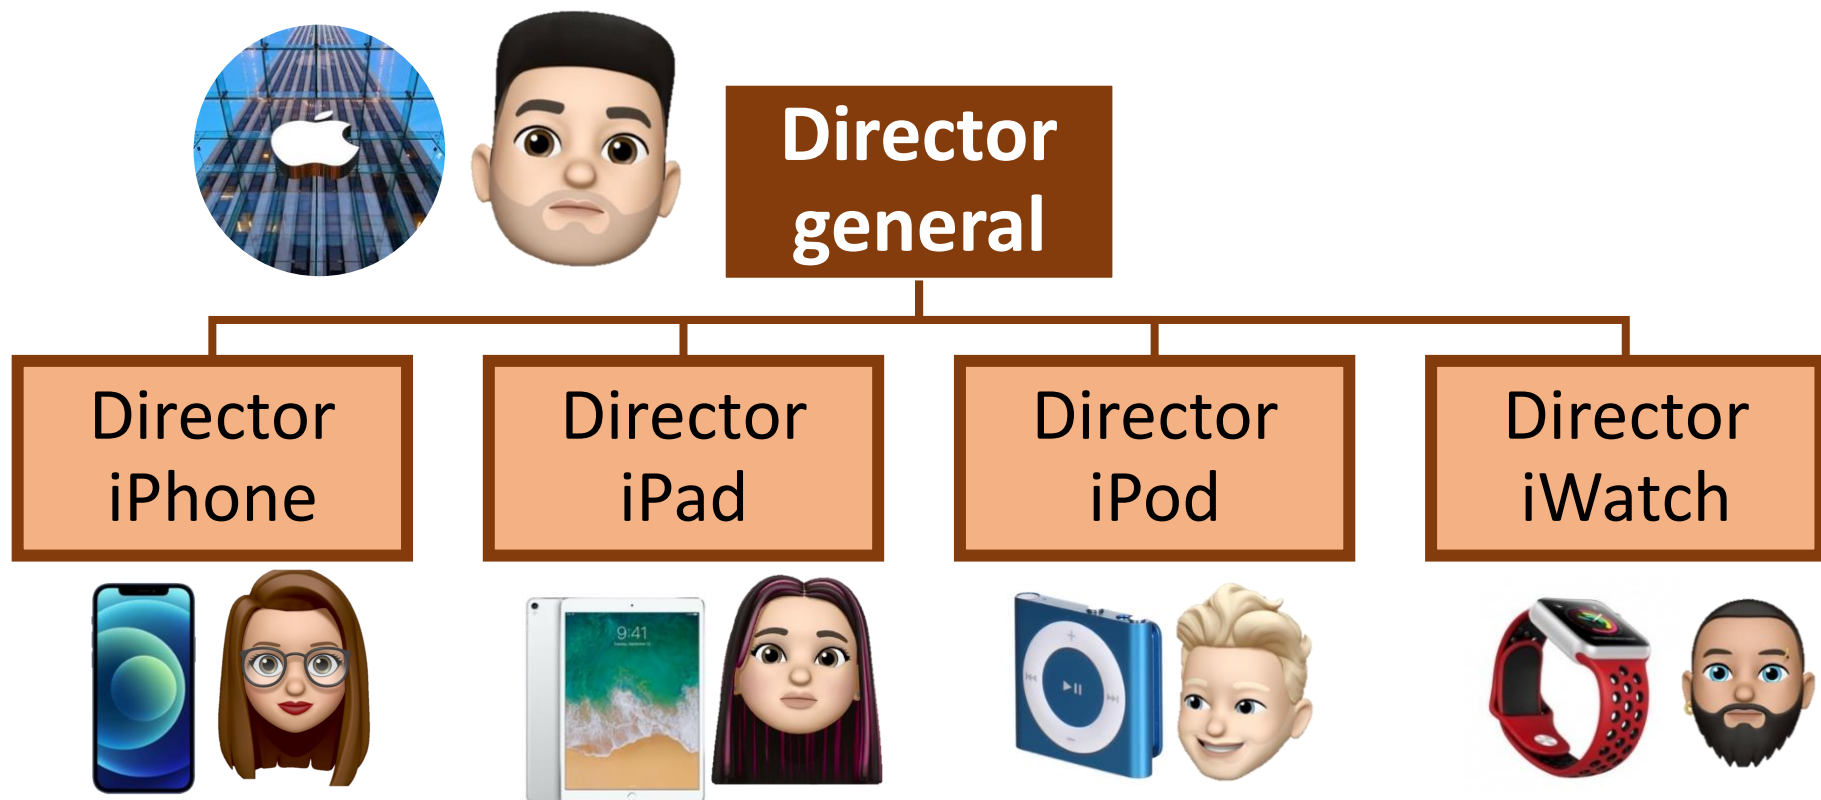 Director
general
Director
iPhone
Director
iPad
Director
iPod
Director
iWatch
9:41